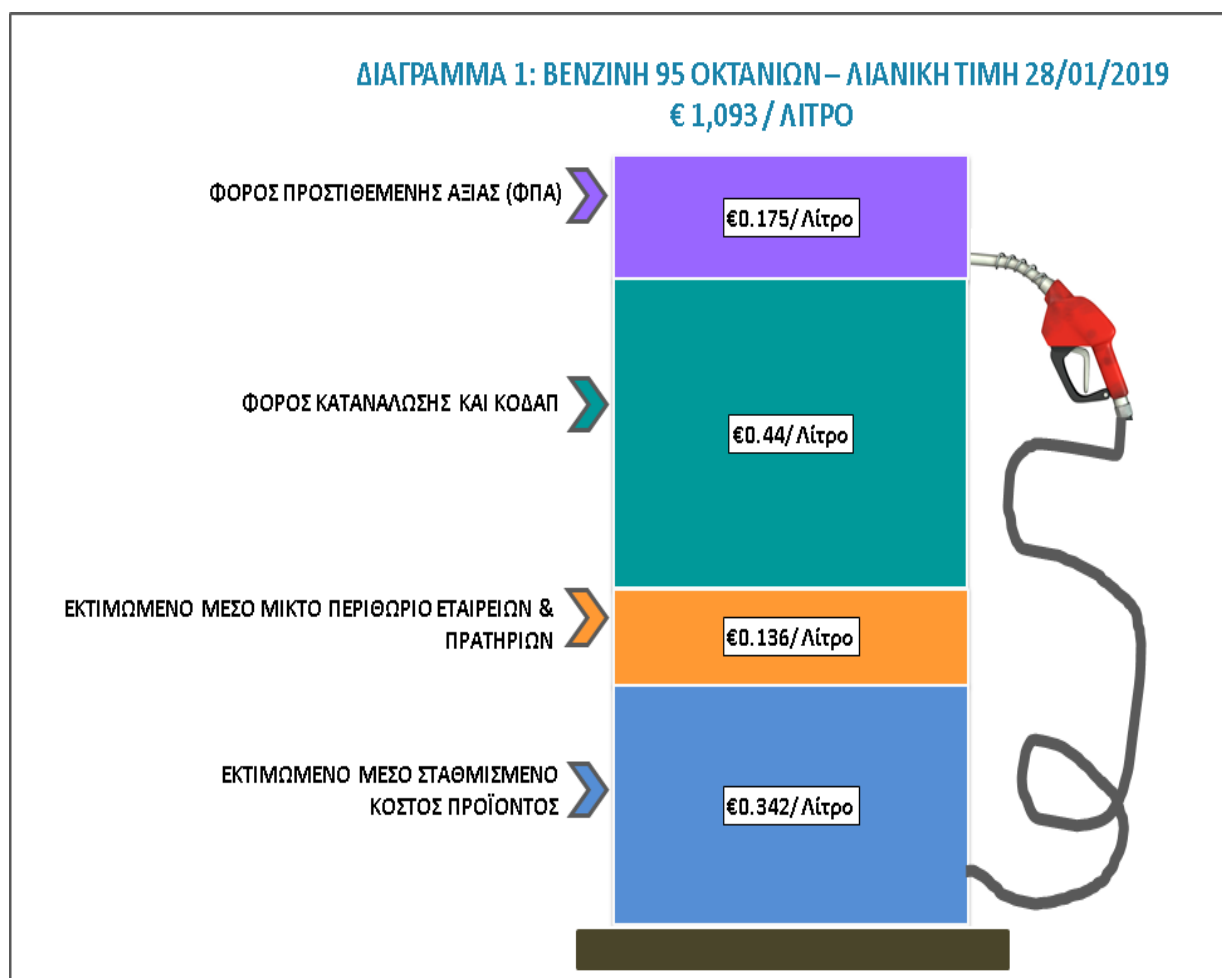 ΔΙΑΓΡΑΜΜΑ 1: ΒΕΝΖΙΝΗ 95 ΟΚΤΑΝΙΩΝ – ΛΙΑΝΙΚΗ ΤΙΜΗ 28/01/2019
€ 1,093 / ΛΙΤΡΟ
ΦΟΡΟΣ ΠΡΟΣΤΙΘΕΜΕΝΗΣ ΑΞΙΑΣ (ΦΠΑ)
€0.175/ Λίτρο
ΦΟΡΟΣ ΚΑΤΑΝΑΛΩΣΗΣ ΚΑΙ ΚΟΔΑΠ
€0.44/ Λίτρο
ΕΚΤΙΜΩΜΕΝΟ ΜΕΣΟ ΜΙΚΤΟ ΠΕΡΙΘΩΡΙΟ ΕΤΑΙΡΕΙΩΝ &
ΠΡΑΤΗΡΙΩΝ
€0.136/ Λίτρο
ΕΚΤΙΜΩΜΕΝΟ ΜΕΣΟ ΣΤΑΘΜΙΣΜΕΝΟ
ΚΟΣΤΟΣ ΠΡΟΪΟΝΤΟΣ
€0.342/ Λίτρο